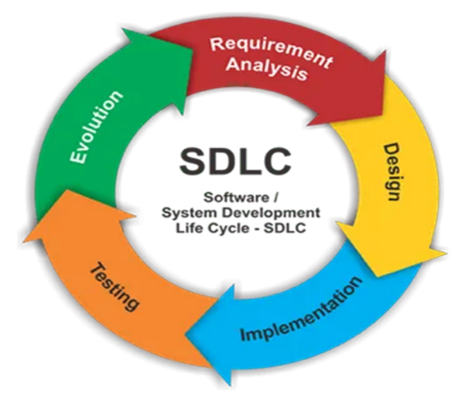 Requirement
Analysis
Design
Implementation
Testing
Evolution
SDLC
Software /
System Development
Life Cycle - SDLC